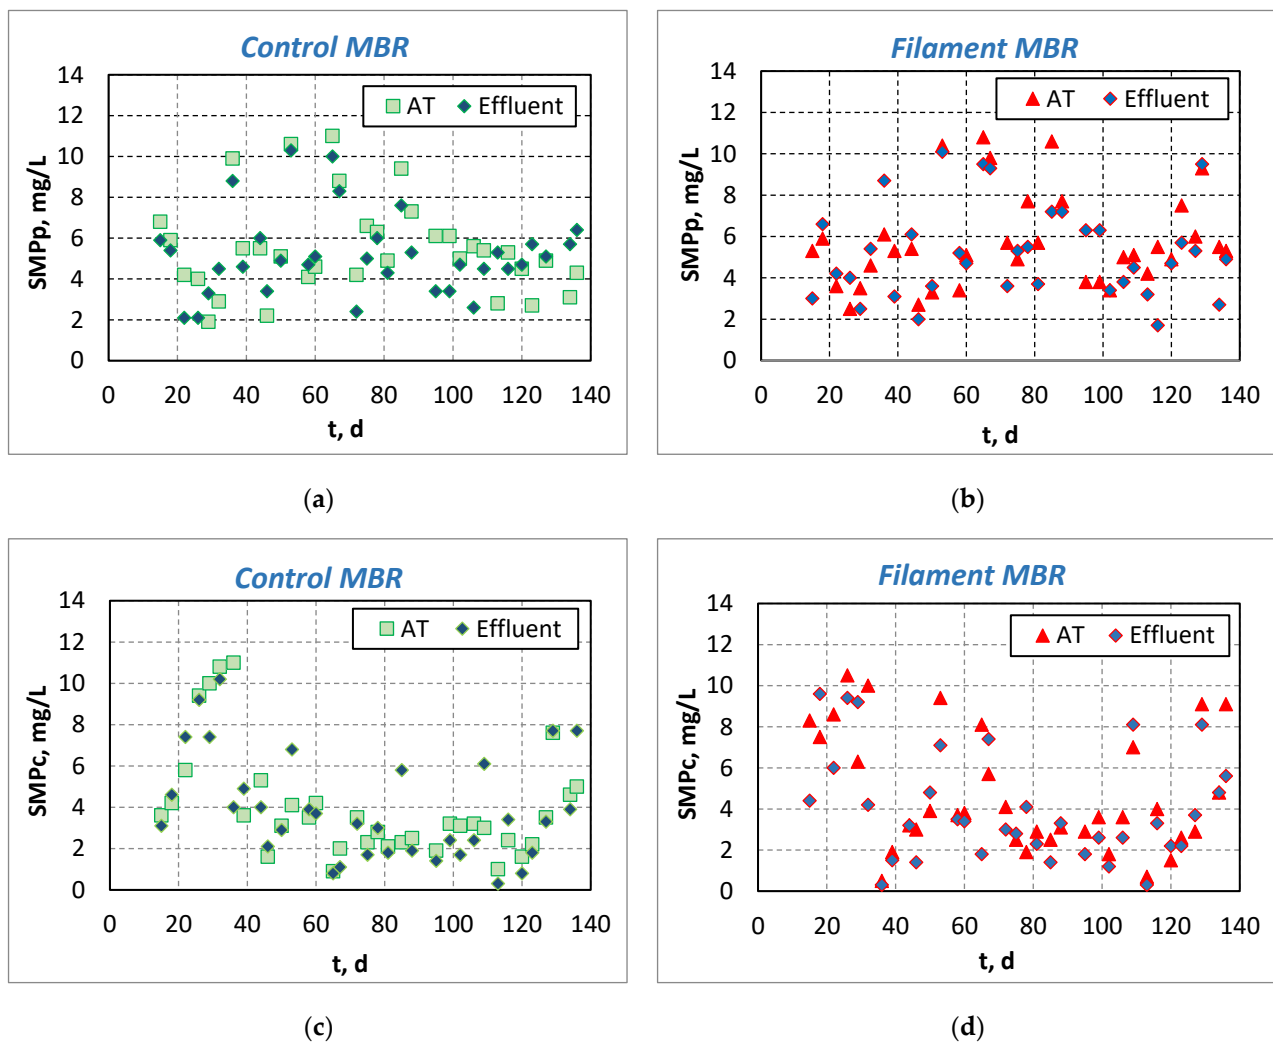 Control MBR
14
12
10
8
6
4
2
0
SMPp, mg/L
AT Effluent
0 20 40 60 80 100 120 140
t, d
(a)
Filament MBR
14
12
10
8
6
4
2
0
SMPp, mg/L
AT Effluent
0 20 40 60 80 100 120 140
t, d
(b)
Control MBR
14
12
10
8
6
4
2
0
SMPc, mg/L
AT Effluent
0 20 40 60 80 100 120 140
t, d
(c)
Filament MBR
14
12
10
8
6
4
2
0
SMPc, mg/L
AT Effluent
0 20 40 60 80 100 120 140
t, d
(d)